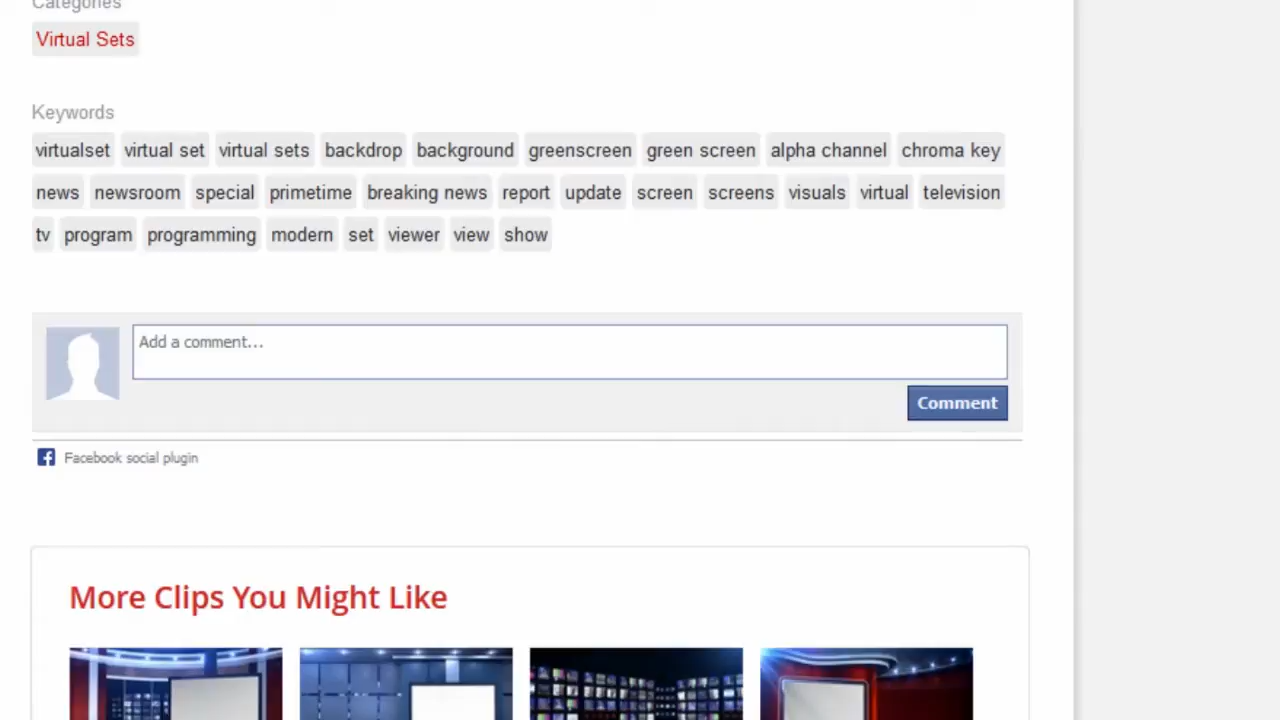 Categories
Virtual Sets
Keywords
virtualset virtual set virtual sets backdrop background greenscreen green screen alpha channel chroma key
news newsroom special primetime breaking news report update screen screens visuals virtual television
tv program programming modern set viewer view show
Add a comment...
Comment
Facebook social plugin
More Clips You Might Like